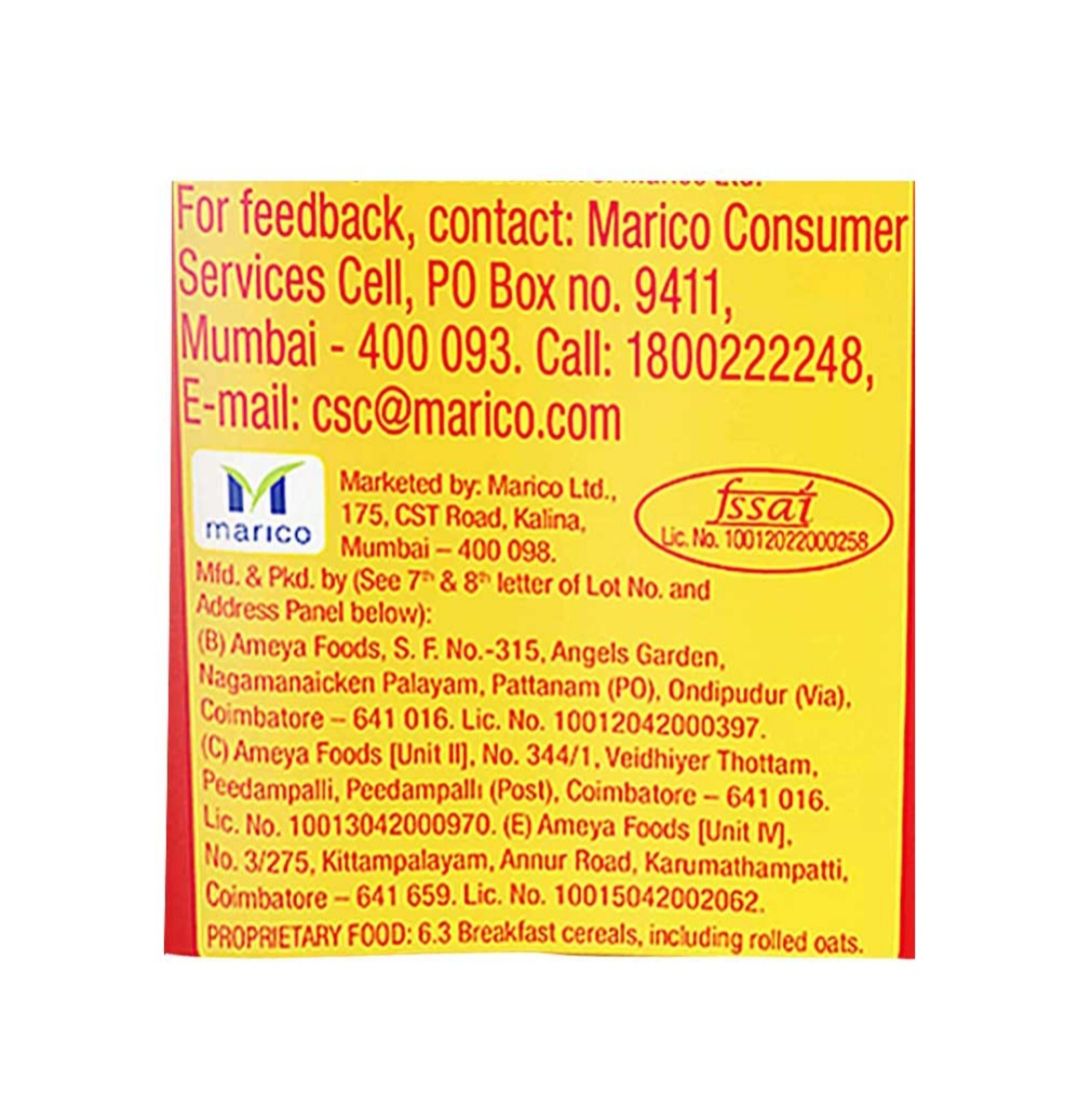 For feedback, contact: Marico Consumer
Services Cell, PO Box no. 9411,
Mumbai - 400 093. Call: 1800222248,
E-mail: csc@marico.com
marico
Marketed by: Marico Ltd.,
175, CST Road, Kalina,
Mumbai – 400 098.
fssai
Lic. No. 10012022000258
Mfd. & Pkd. by (See 7th & 8th letter of Lot No. and
Address Panel below):
(B) Ameya Foods, S. F. No.-315, Angels Garden,
Nagamanaicken Palayam, Pattanam (PO), Ondipudur (Via),
Coimbatore – 641 016. Lic. No. 10012042000397.
(C) Ameya Foods [Unit II], No. 344/1, Veidhiyer Thottam,
Peedampalli, Peedampalli (Post), Coimbatore – 641 016.
Lic. No. 10013042000970. (E) Ameya Foods [Unit IV],
No. 3/275, Kittampalayam, Annur Road, Karumathampatti,
Coimbatore – 641 659. Lic. No. 10015042002062.
PROPRIETARY FOOD: 6.3 Breakfast cereals, including rolled oats.